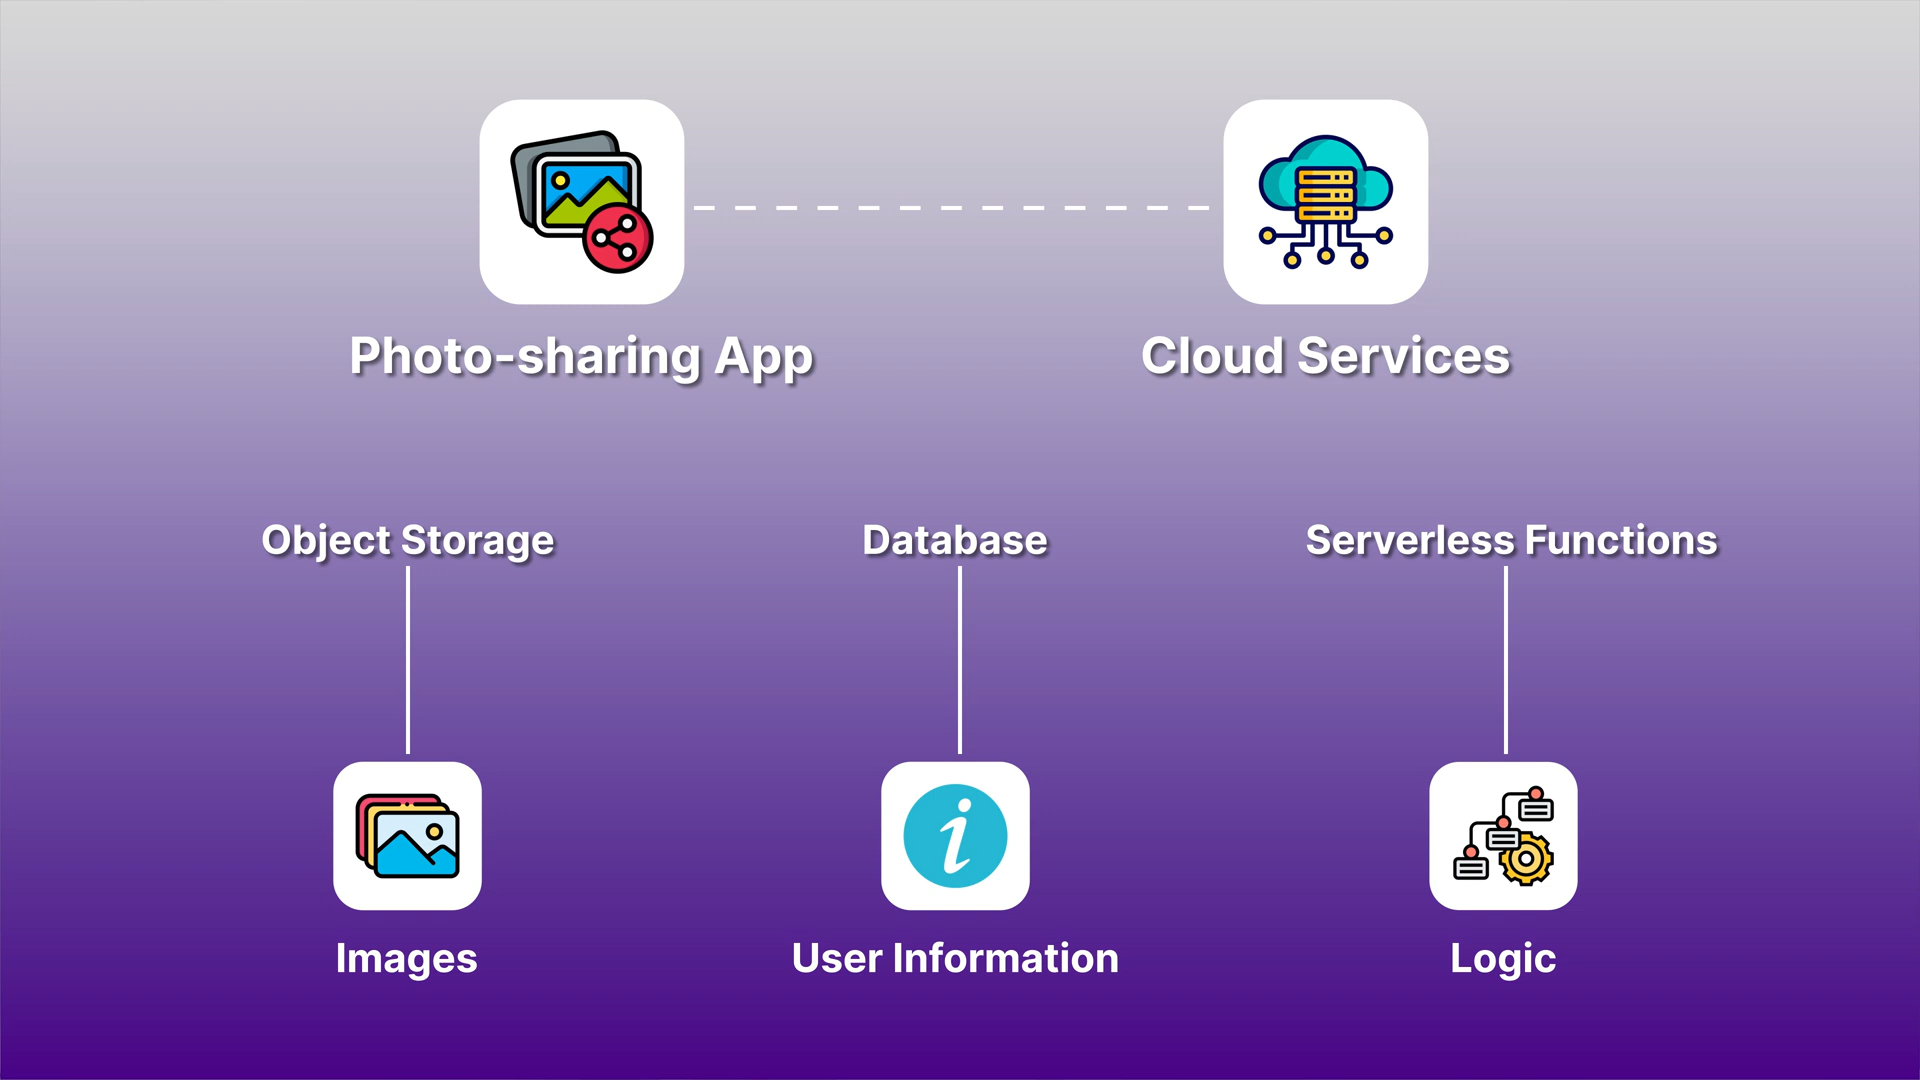 Photo-sharing App
Cloud Services
Object Storage
Database
Serverless Functions
Images
User Information
Logic